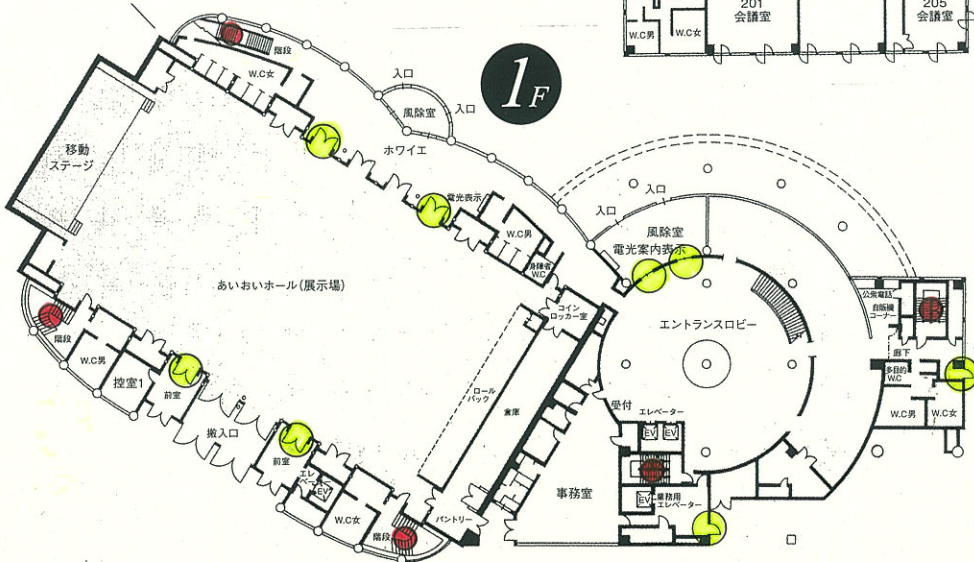 201
会議室
205
会議室
W.C男
W.C女
1F
階段
W.C女
入口
風除室
入口
ホワイエ
移動
ステージ
電光表示
W.C男
身障者
W.C
入口
入口
風除室
電光案内表示
あいおいホール(展示場)
コイン
ロッカー室
エントランスロビー
公衆電話
自販機
コーナー
廊下
多目的
W.C
W.C男
W.C女
階段
W.C男
控室1
前室
搬入口
前室
エレ
ベーター
EV
W.C女
階段
ロール
バック
倉庫
パントリー
受付
エレベーター
EV
EV
事務室
EV
業務用
エレベーター